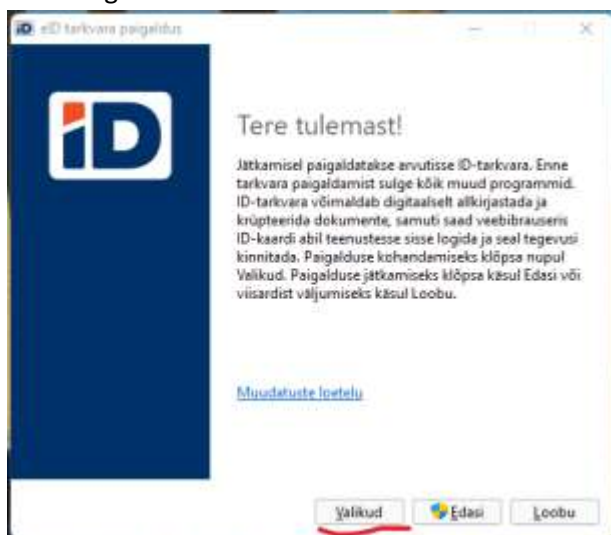 eID tarkvara paigaldus
iD
Tere tulemast!
Jätkamisel paigaldatakse arvutisse ID-tarkvara. Enne
tarkvara paigaldamist sulge kõik muud programmid.
ID-tarkvara võimaldab digitaalselt allkirjastada ja
krüpteerida dokumente, samuti saad veebibrauseris
ID-kaardi abil teenustesse sisse logida ja seal tegevusi
kinnitada. Paigalduse kohandamiseks klõpsa nupul
Valikud. Paigalduse jätkamiseks klõpsa käsul Edasi või
viisardist väljumiseks käsul Loobu.
Muudatuste loetelu
Valikud
Edasi
Loobu